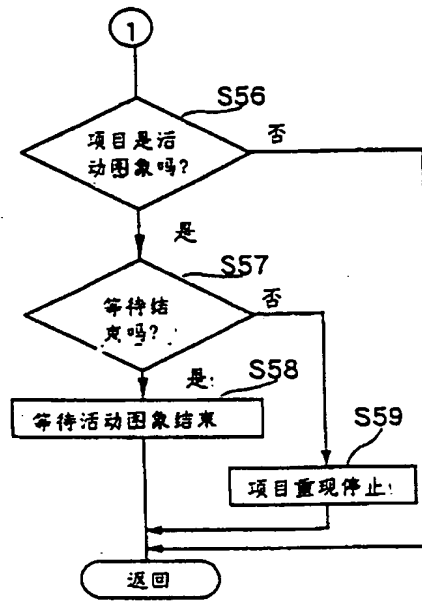 1
S56
项目是活
动图象吗?
否
是
S57
等待结
束吗?
否
是:
S58
等待活动图象结束
S59
项目重现停止:
返回